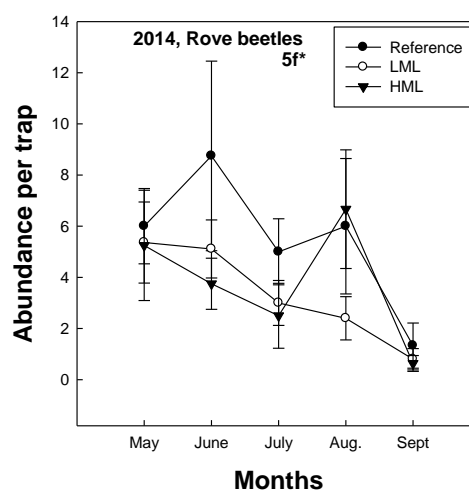 2014, Rove beetles
5f*
Reference
LML
HML
Abundance per trap
14
12
10
8
6
4
2
0
May June July Aug. Sept
Months